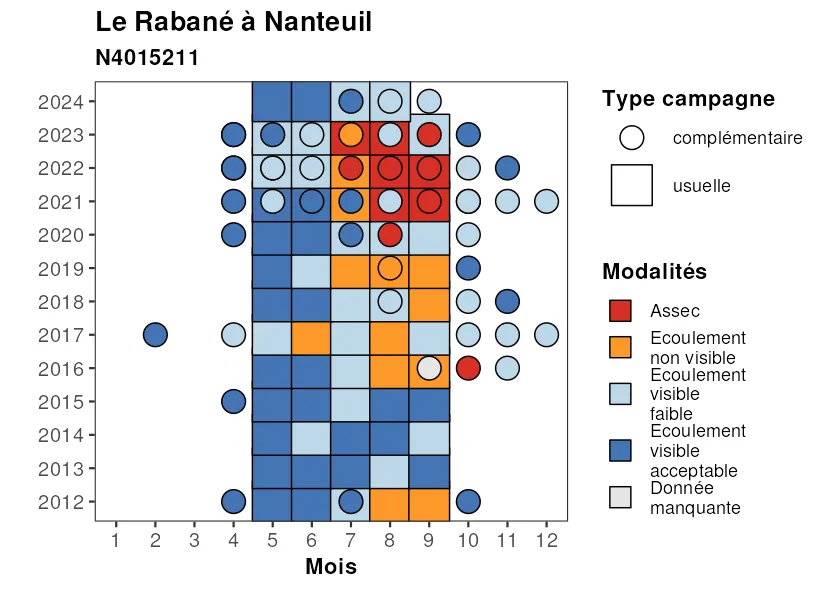 Le Rabané à Nanteuil
N4015211
2024
2023
2022
2021
2020
2019
2018
2017
2016
2015
2014
2013
2012
1 2 3 4 5 6 7 8 9 10 11 12
Mois
Type campagne
complémentaire
usuelle
Modalités
Assec
Ecoulement
non visible
Ecoulement
visible
faible
Ecoulement
visible
acceptable
Donnée
manquante